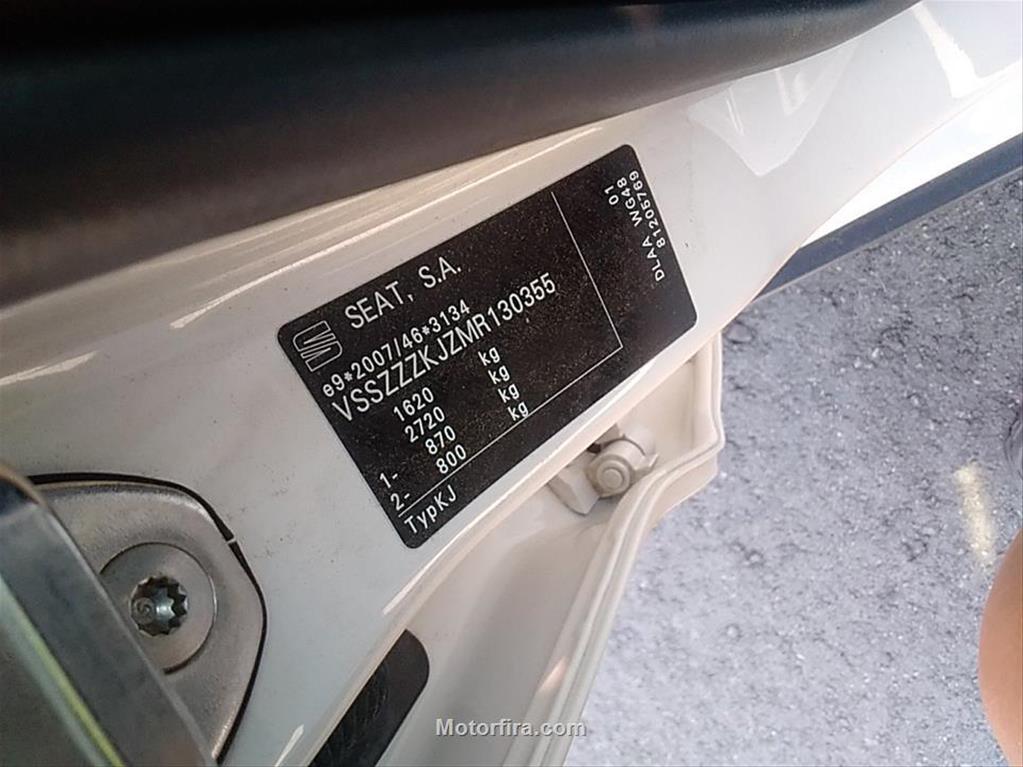 SEAT, S.A.
e9*2007/46*3134
VSSZZZKJZMR130355
1620 kg
2720 kg
1- 870 kg
2- 800 kg
TypKJ
01
DLAA WG48
81205769
Motorfira.com